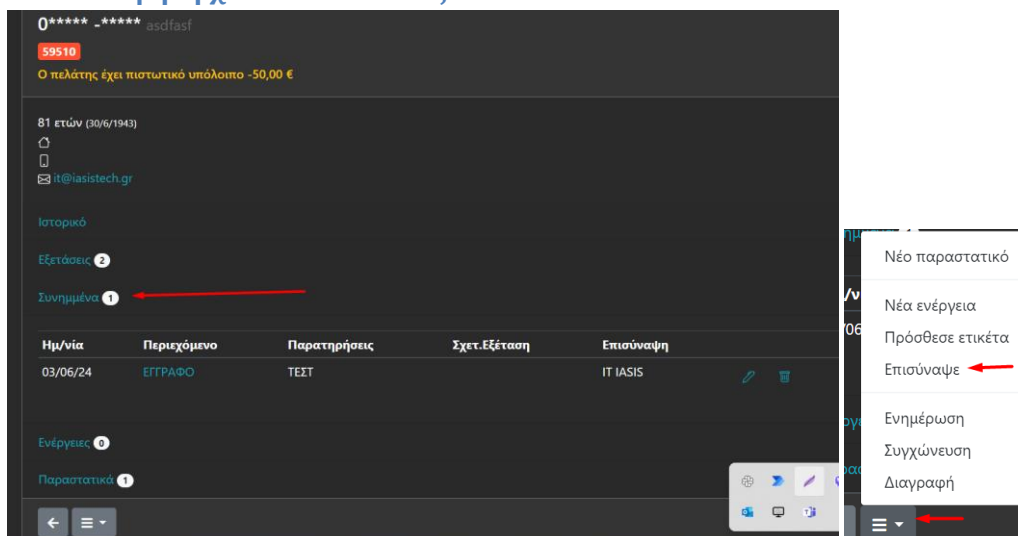 0***** -***** asdfasf
59510
Ο πελάτης έχει πιστωτικό υπόλοιπο -50,00 €
81 ετών (30/6/1943)
it@iasistech.gr
Ιστορικό
Εξετάσεις 2
Συνημμένα 1
Ημ/νία Περιεχόμενο Παρατηρήσεις Σχετ.Εξέταση Επισύναψη
03/06/24 ΕΓΓΡΑΦΟ ΤΕΣΤ IT IASIS
Ενέργειες 0
Παραστατικά 1
Νέο παραστατικό
Νέα ενέργεια
Πρόσθεσε ετικέτα
Επισύναψε
Ενημέρωση
Συγχώνευση
Διαγραφή